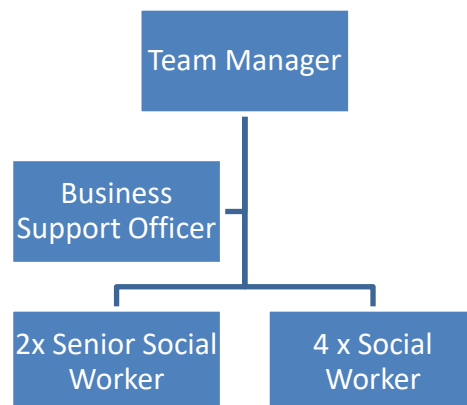 Team Manager
Business
Support Officer
2x Senior Social
Worker
4 x Social
Worker